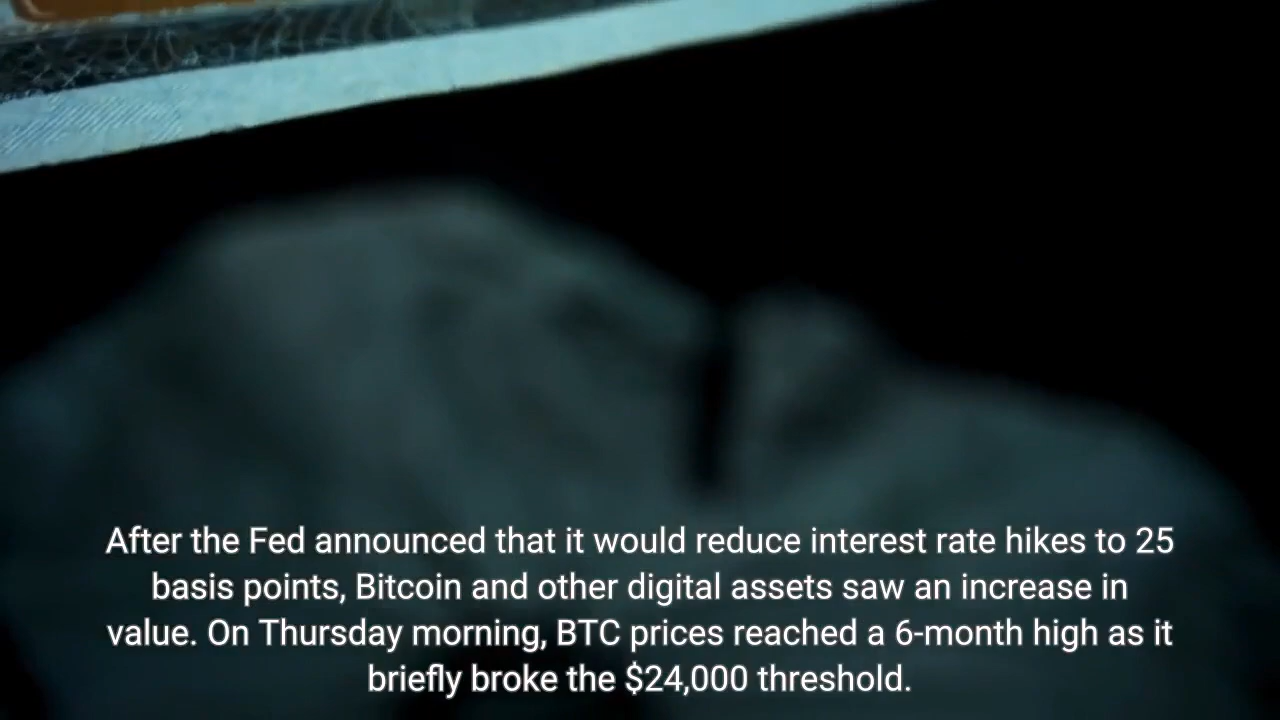 After the Fed announced that it would reduce interest rate hikes to 25
basis points, Bitcoin and other digital assets saw an increase in
value. On Thursday morning, BTC prices reached a 6-month high as it
briefly broke the $24,000 threshold.